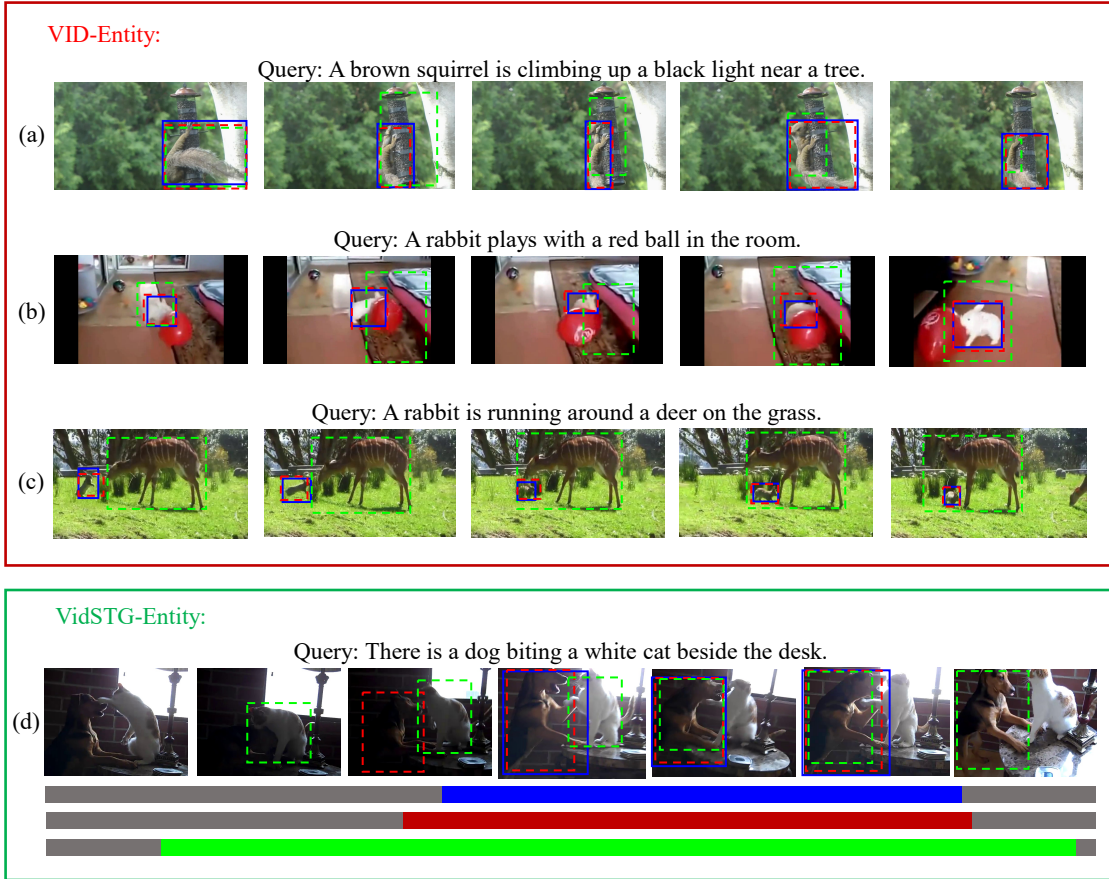 VID-Entity:
Query: A brown squirrel is climbing up a black light near a tree.
(a)
Query: A rabbit plays with a red ball in the room.
(b)
Query: A rabbit is running around a deer on the grass.
(c)
VidSTG-Entity:
Query: There is a dog biting a white cat beside the desk.
(d)